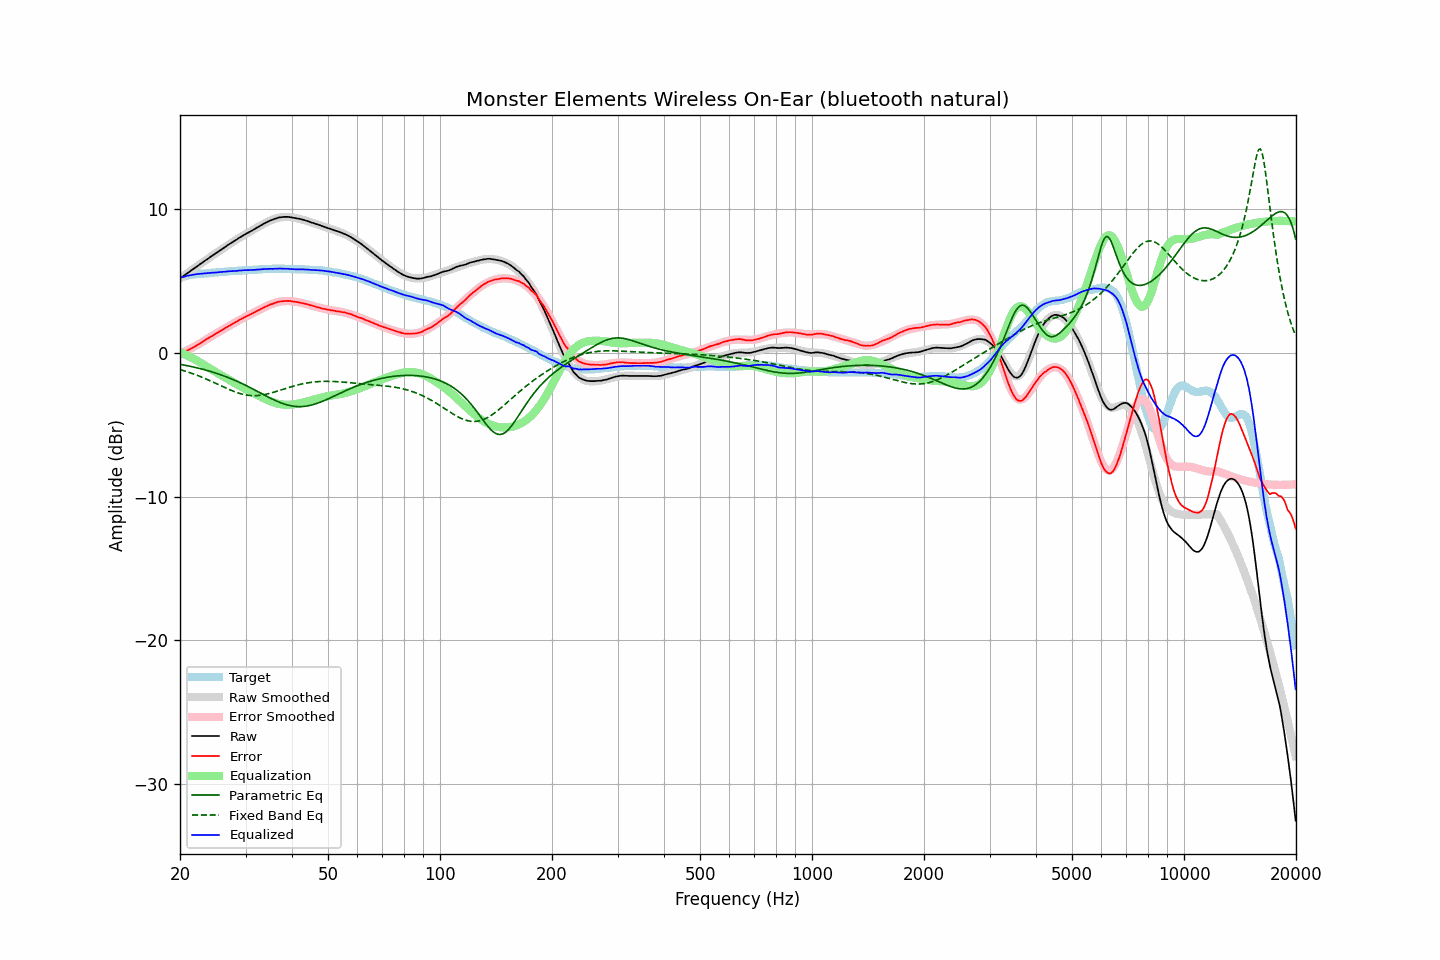 Monster Elements Wireless On-Ear (bluetooth natural)
Amplitude (dBr)
10
0
−10
−20
−30
Target
Raw Smoothed
Error Smoothed
Raw
Error
Equalization
Parametric Eq
Fixed Band Eq
Equalized
20 50 100 200 500 1000 2000 5000 10000 20000
Frequency (Hz)